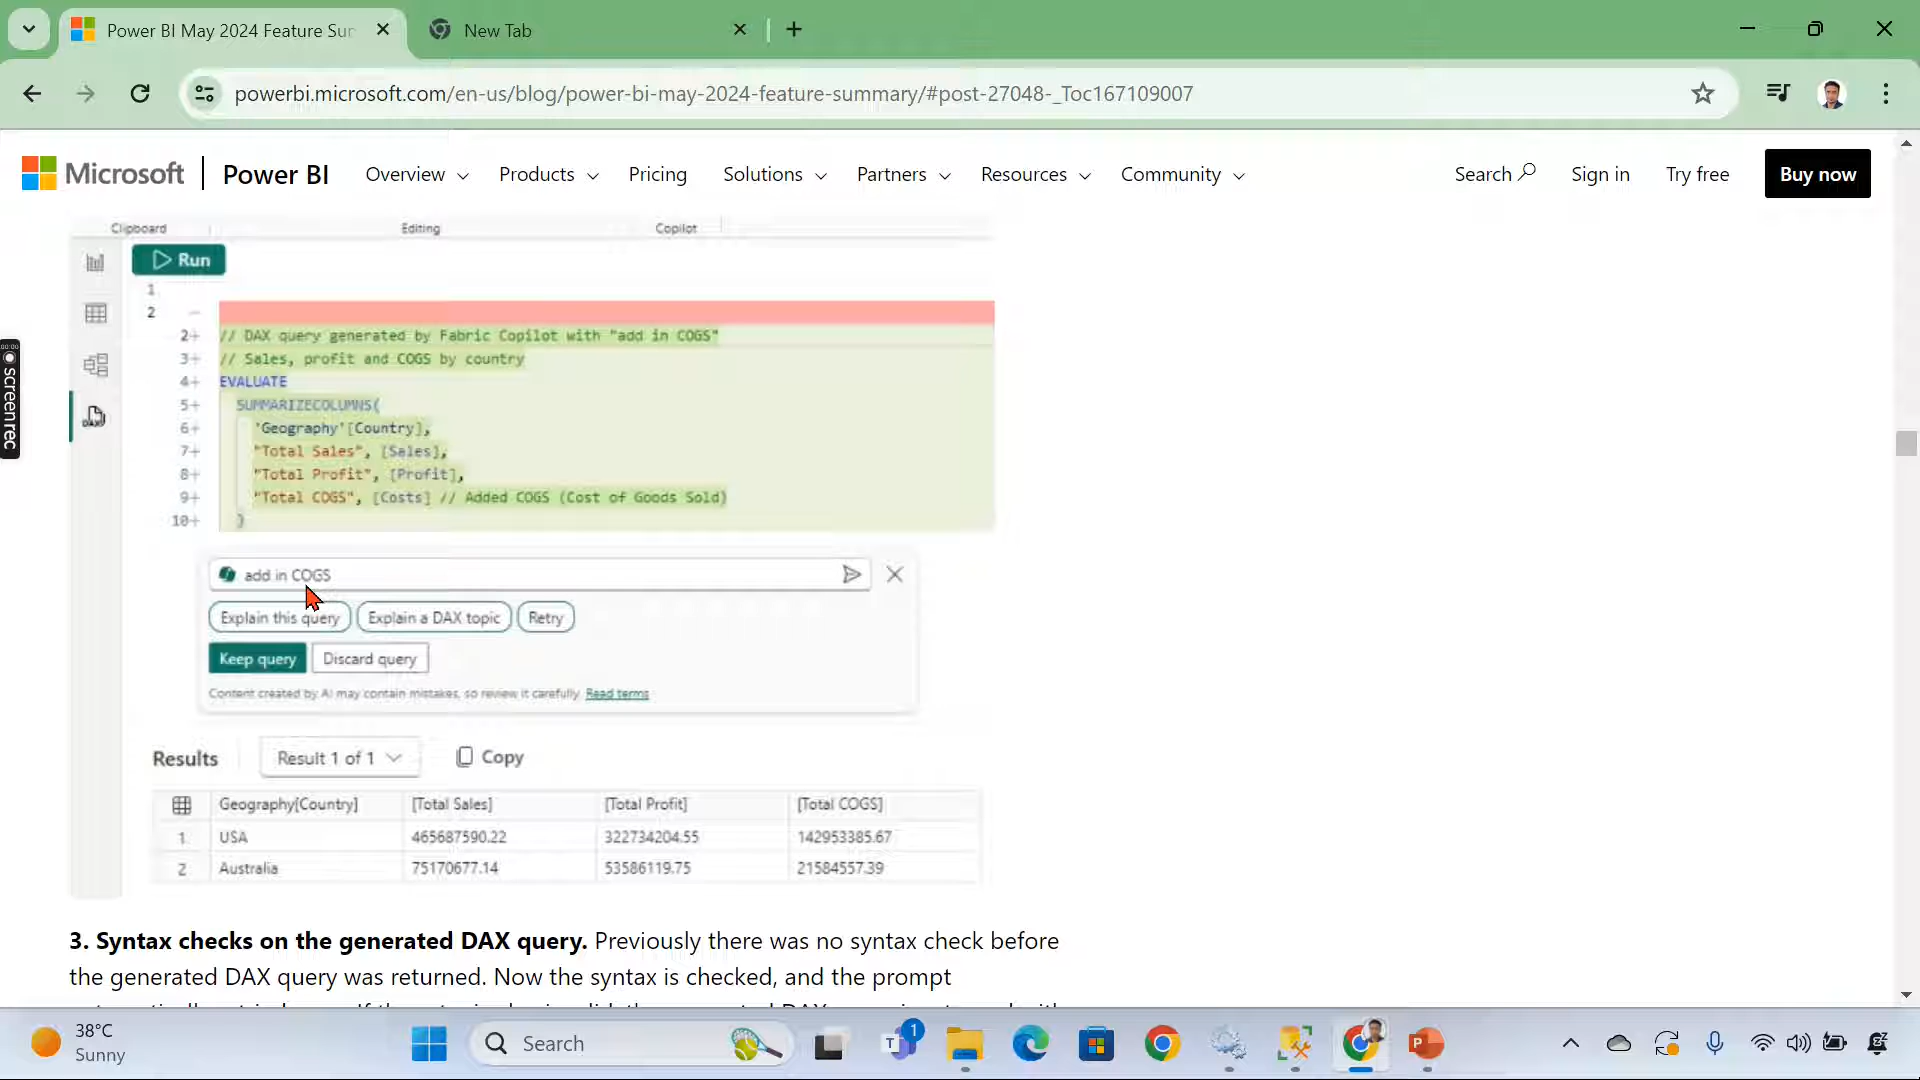 Power BI May 2024 Feature Sur
New Tab
powerbi.microsoft.com/en-us/blog/power-bi-may-2024-feature-summary/#post-27048-_Toc167109007
Microsoft
Power BI
Overview
Products
Pricing
Solutions
Partners
Resources
Community
Search
Sign in
Try free
Buy now
Clipboard
Editing
Copilot
Run
1
2 −
2+ // DAX query generated by Fabric Copilot with "add in COGS"
3+ // Sales, profit and COGS by country
4+ EVALUATE
5+ SUMMARIZECOLUMNS(
6+ 'Geography'[Country],
7+ "Total Sales", [Sales],
8+ "Total Profit", [Profit],
9+ "Total COGS", [Costs] // Added COGS (Cost of Goods Sold)
10+ )
add in COGS
Explain this query
Explain a DAX topic
Retry
Keep query
Discard query
Content created by AI may contain mistakes, so review it carefully. Read terms
Results
Result 1 of 1
Copy
Geography[Country] [Total Sales] [Total Profit] [Total COGS]
1 USA 465687590.22 322734204.55 142953385.67
2 Australia 75170677.14 53586119.75 21584557.39
3. Syntax checks on the generated DAX query. Previously there was no syntax check before
the generated DAX query was returned. Now the syntax is checked, and the prompt
screenrec
38°C
Sunny
Search
1